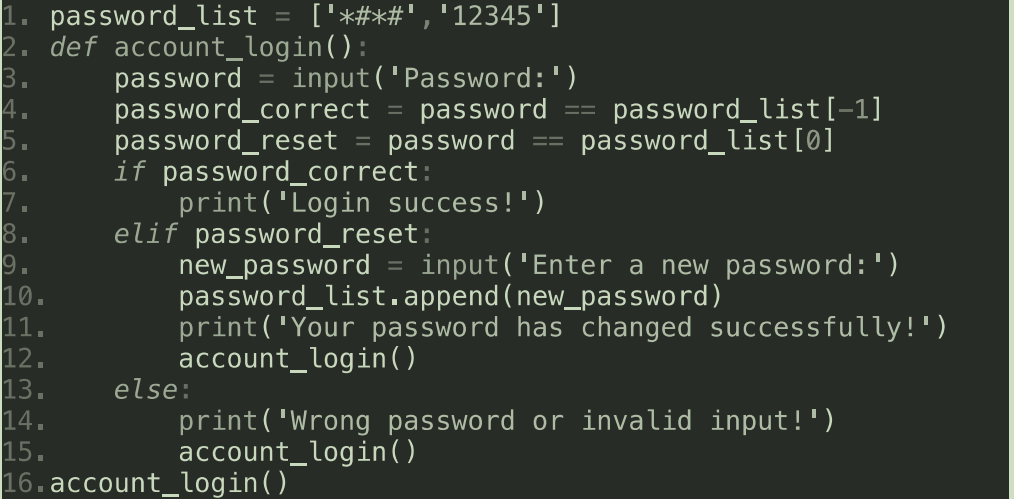 1. password_list = ['*#*#','12345']
2. def account_login():
3.     password = input('Password:')
4.     password_correct = password == password_list[-1]
5.     password_reset = password == password_list[0]
6.     if password_correct:
7.         print('Login success!')
8.     elif password_reset:
9.         new_password = input('Enter a new password:')
10.        password_list.append(new_password)
11.        print('Your password has changed successfully!')
12.        account_login()
13.    else:
14.        print('Wrong password or invalid input!')
15.        account_login()
16.account_login()